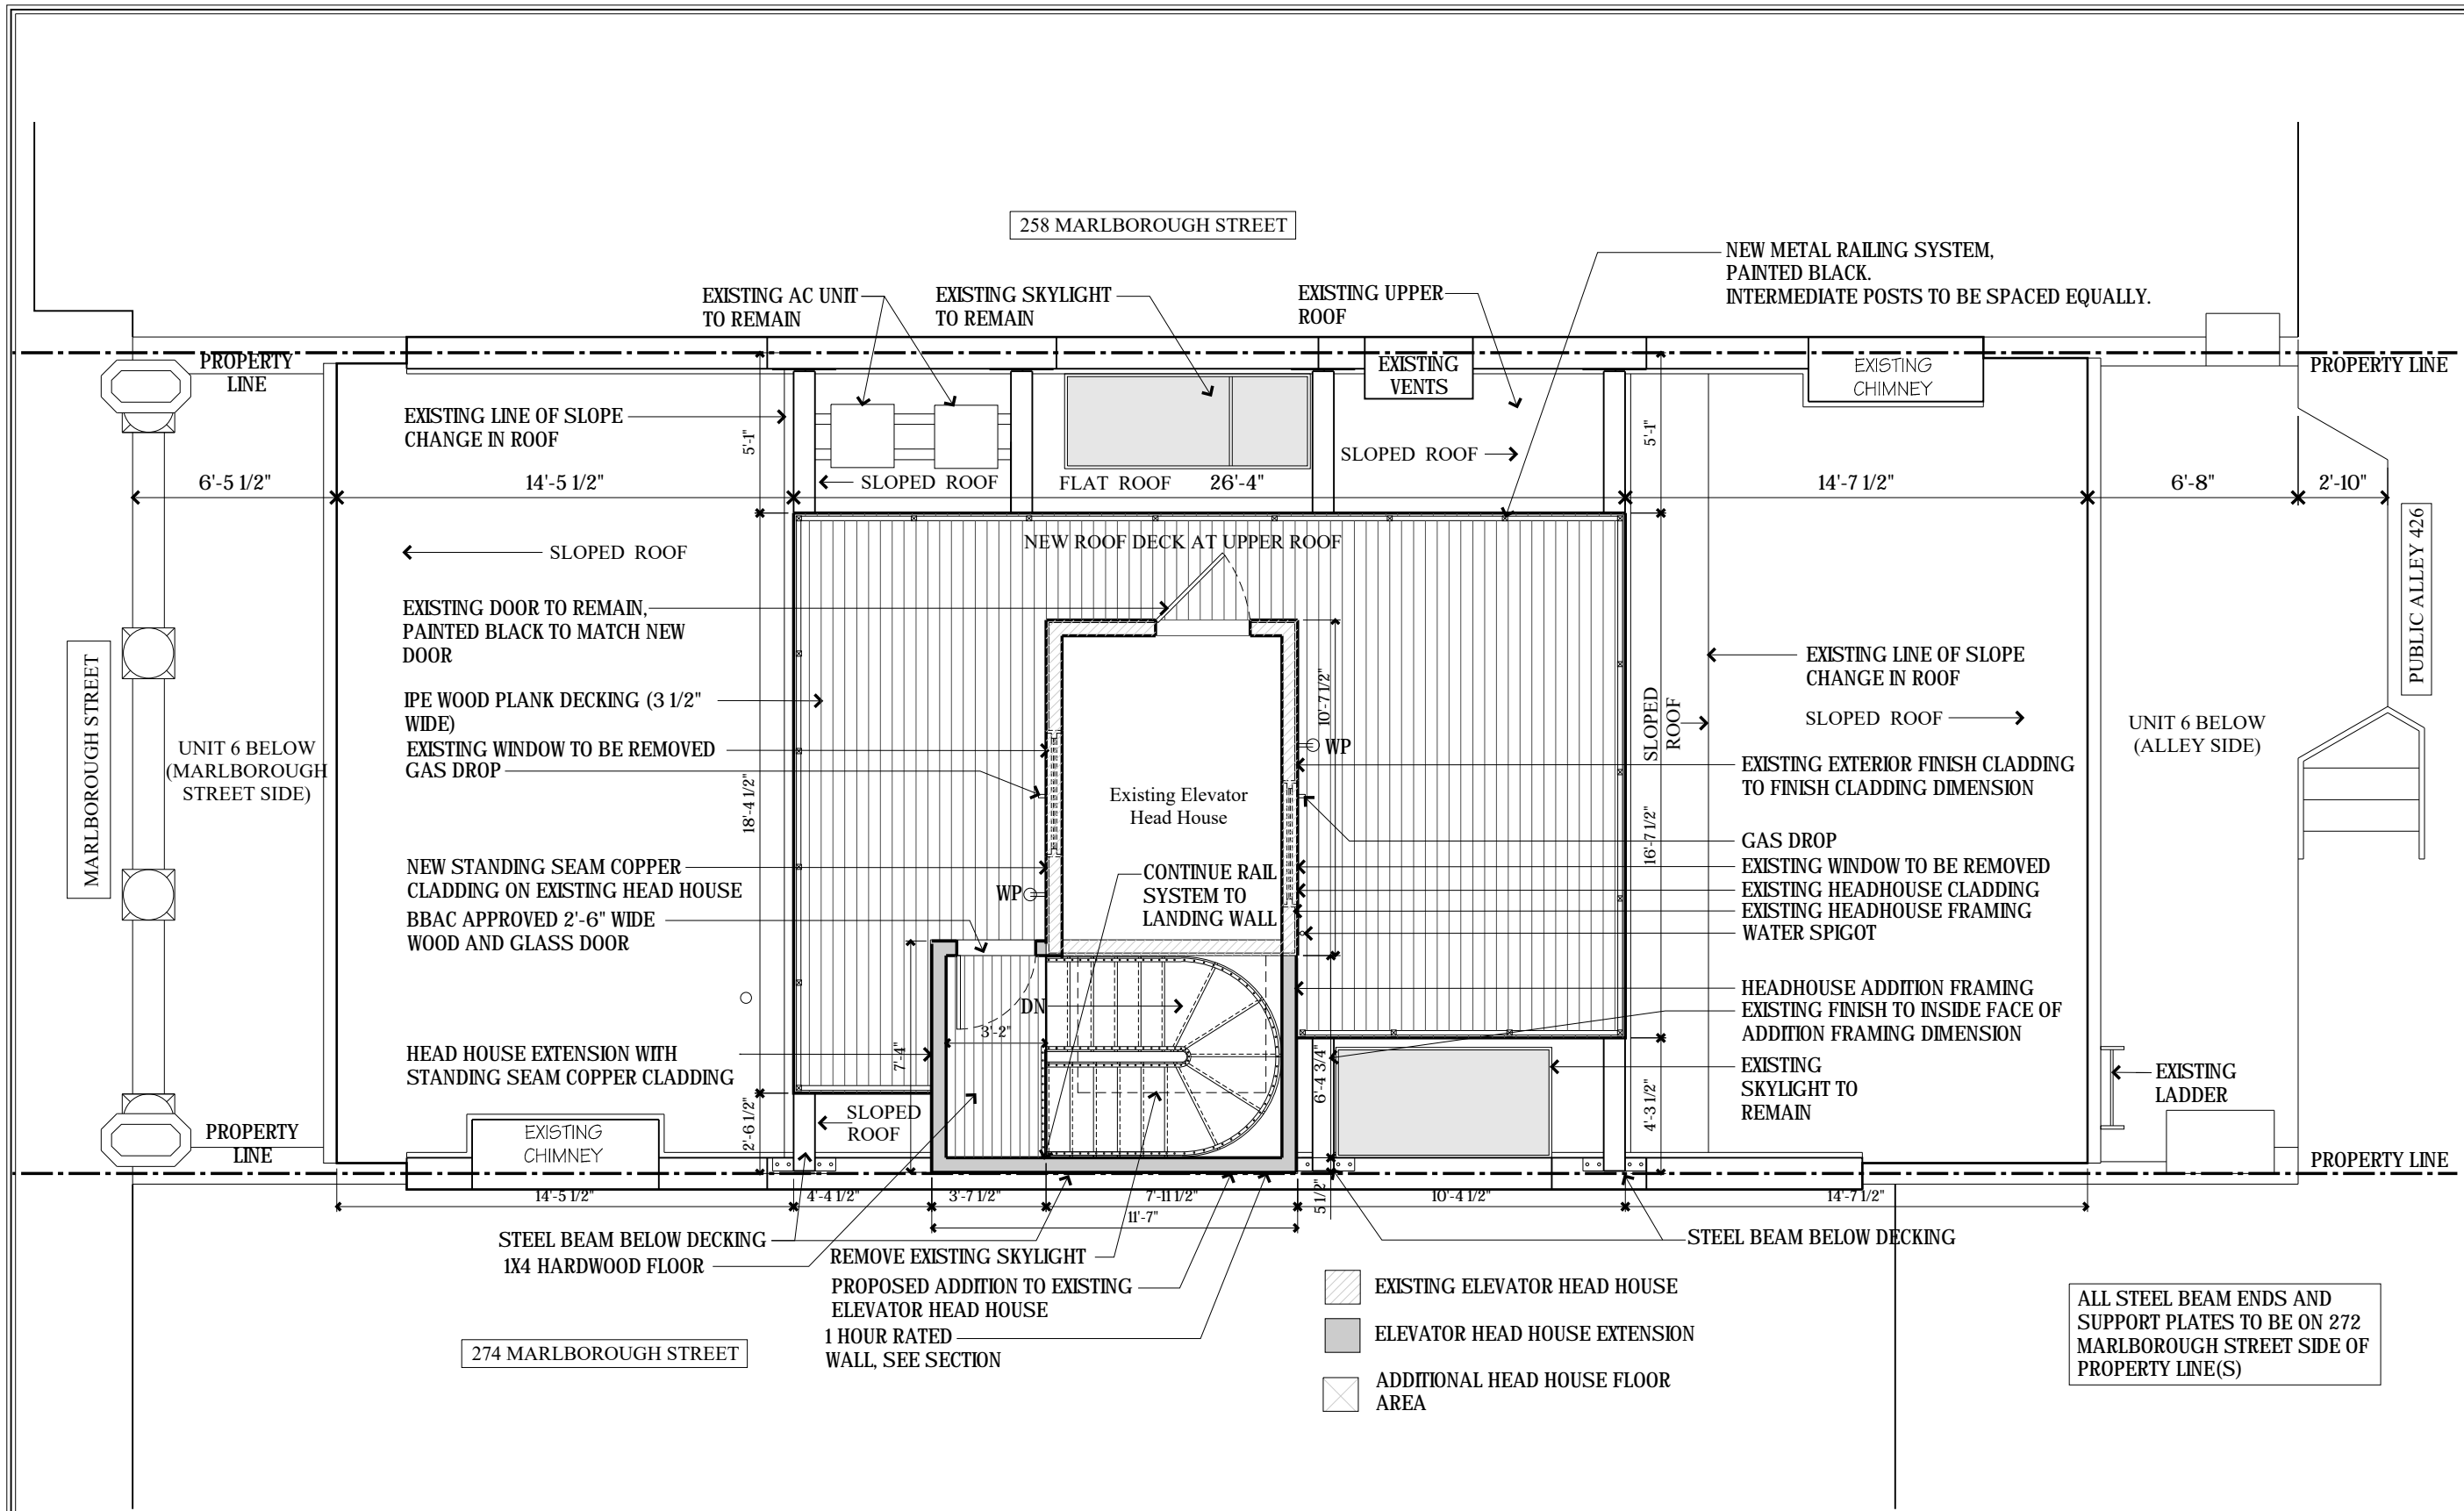 258 MARLBOROUGH STREET
NEW METAL RAILING SYSTEM,
PAINTED BLACK.
INTERMEDIATE POSTS TO BE SPACED EQUALLY.
EXISTING AC UNIT
TO REMAIN
EXISTING SKYLIGHT
TO REMAIN
EXISTING UPPER
ROOF
PROPERTY
LINE
EXISTING
VENTS
EXISTING
CHIMNEY
PROPERTY LINE
EXISTING LINE OF SLOPE
CHANGE IN ROOF
5'-1"
5'-1"
SLOPED ROOF
SLOPED ROOF
FLAT ROOF
6'-5 1/2"
14'-5 1/2"
26'-4"
14'-7 1/2"
6'-8"
2'-10"
SLOPED ROOF
NEW ROOF DECK AT UPPER ROOF
PUBLIC ALLEY 426
EXISTING DOOR TO REMAIN,
PAINTED BLACK TO MATCH NEW
DOOR
IPE WOOD PLANK DECKING (3 1/2"
WIDE)
EXISTING WINDOW TO BE REMOVED
GAS DROP
MARLBOROUGH STREET
UNIT 6 BELOW
(MARLBOROUGH
STREET SIDE)
18'-4 1/2"
10'-7 1/2"
WP
SLOPED
ROOF
16'-7 1/2"
EXISTING LINE OF SLOPE
CHANGE IN ROOF
SLOPED ROOF
UNIT 6 BELOW
(ALLEY SIDE)
EXISTING EXTERIOR FINISH CLADDING
TO FINISH CLADDING DIMENSION
Existing Elevator
Head House
GAS DROP
EXISTING WINDOW TO BE REMOVED
EXISTING HEADHOUSE CLADDING
EXISTING HEADHOUSE FRAMING
WATER SPIGOT
NEW STANDING SEAM COPPER
CLADDING ON EXISTING HEAD HOUSE
BBAC APPROVED 2'-6" WIDE
WOOD AND GLASS DOOR
WP
CONTINUE RAIL
SYSTEM TO
LANDING WALL
HEADHOUSE ADDITION FRAMING
EXISTING FINISH TO INSIDE FACE OF
ADDITION FRAMING DIMENSION
DN
3'-2"
7'-4"
6'-4 3/4"
HEAD HOUSE EXTENSION WITH
STANDING SEAM COPPER CLADDING
EXISTING
SKYLIGHT TO
REMAIN
EXISTING
LADDER
4'-3 1/2"
2'-6 1/2"
SLOPED
ROOF
EXISTING
CHIMNEY
PROPERTY
LINE
PROPERTY LINE
14'-5 1/2"
4'-4 1/2"
3'-7 1/2"
7'-11 1/2"
5 1/2"
10'-4 1/2"
14'-7 1/2"
11'-7"
STEEL BEAM BELOW DECKING
1X4 HARDWOOD FLOOR
REMOVE EXISTING SKYLIGHT
PROPOSED ADDITION TO EXISTING
ELEVATOR HEAD HOUSE
1 HOUR RATED
WALL, SEE SECTION
STEEL BEAM BELOW DECKING
EXISTING ELEVATOR HEAD HOUSE
ELEVATOR HEAD HOUSE EXTENSION
ADDITIONAL HEAD HOUSE FLOOR
AREA
ALL STEEL BEAM ENDS AND
SUPPORT PLATES TO BE ON 272
MARLBOROUGH STREET SIDE OF
PROPERTY LINE(S)
274 MARLBOROUGH STREET